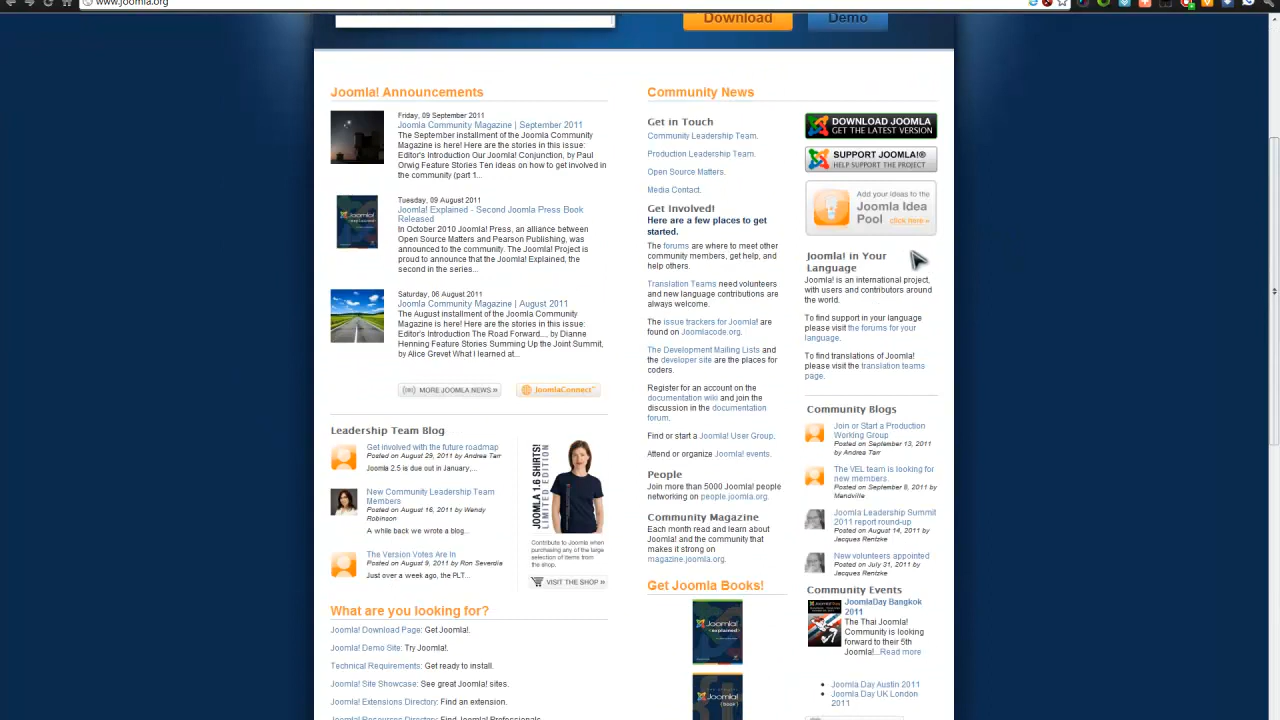 www.joomla.org
Download
Demo
Joomla! Announcements
Friday, 09 September 2011
Joomla Community Magazine | September 2011
The September installment of the Joomla Community
Magazine is here! Here are the stories in this issue:
Editor's Introduction Our Joomla! Conjunction, by Paul
Orwig Feature Stories Ten ideas on how to get involved in
the community (part 1...
Tuesday, 09 August 2011
Joomla! Explained - Second Joomla Press Book
Released
In October 2010 Joomla! Press, an alliance between
Open Source Matters and Pearson Publishing, was
announced to the community. The Joomla! Project is
proud to announce that the Joomla! Explained, the
second in the series...
Saturday, 06 August 2011
Joomla Community Magazine | August 2011
The August installment of the Joomla Community
Magazine is here! Here are the stories in this issue:
Editor's Introduction The Road Forward..., by Dianne
Henning Feature Stories Summing Up the Joint Summit,
by Alice Grevet What I learned at...
MORE JOOMLA NEWS »
JoomlaConnect™
Leadership Team Blog
Get involved with the future roadmap
Posted on August 29, 2011 by Andrea Tarr
Joomla 2.5 is due out in January,...
New Community Leadership Team
Members
Posted on August 16, 2011 by Wendy
Robinson
A while back we wrote a blog...
The Version Votes Are In
Posted on August 9, 2011 by Ron Severdia
Just over a week ago, the PLT...
JOOMLA 1.6 SHIRTS!
LIMITED EDITION
Contribute to Joomla when
purchasing any of the large
selection of items from
the shop.
VISIT THE SHOP »
What are you looking for?
Joomla! Download Page: Get Joomla!.
Joomla! Demo Site: Try Joomla!.
Technical Requirements: Get ready to install.
Joomla! Site Showcase: See great Joomla! sites.
Joomla! Extensions Directory: Find an extension.
Joomla! Resources Directory: Find Joomla! Professionals.
Community News
Get in Touch
Community Leadership Team.
Production Leadership Team.
Open Source Matters.
Media Contact.
Get Involved!
Here are a few places to get
started.
The forums are where to meet other
community members, get help, and
help others.
Translation Teams need volunteers
and new language contributions are
always welcome.
The issue trackers for Joomla! are
found on Joomlacode.org.
The Development Mailing Lists and
the developer site are the places for
coders.
Register for an account on the
documentation wiki and join the
discussion in the documentation
forum.
Find or start a Joomla! User Group.
Attend or organize Joomla! events.
People
Join more than 5000 Joomla! people
networking on people.joomla.org.
Community Magazine
Each month read and learn about
Joomla! and the community that
makes it strong on
magazine.joomla.org.
Get Joomla Books!
Joomla!
explained
Joomla!
DOWNLOAD JOOMLA
GET THE LATEST VERSION
SUPPORT JOOMLA!®
HELP SUPPORT THE PROJECT
Add your ideas to the
Joomla Idea
Pool click here »
Joomla! in Your
Language
Joomla! is an international project,
with users and contributors around
the world.
To find support in your language
please visit the forums for your
language.
To find translations of Joomla!
please visit the translation teams
page.
Community Blogs
Join or Start a Production
Working Group
Posted on September 13, 2011
by Andrea Tarr
The VEL team is looking for
new members.
Posted on September 8, 2011 by
Mandville
Joomla Leadership Summit
2011 report round-up
Posted on August 14, 2011 by
Jacques Rentzke
New volunteers appointed
Posted on July 31, 2011 by
Jacques Rentzke
Community Events
JoomlaDay Bangkok
2011
The Thai Joomla!
Community is looking
forward to their 5th
Joomla!...Read more
Joomla Day Austin 2011
Joomla Day UK London
2011